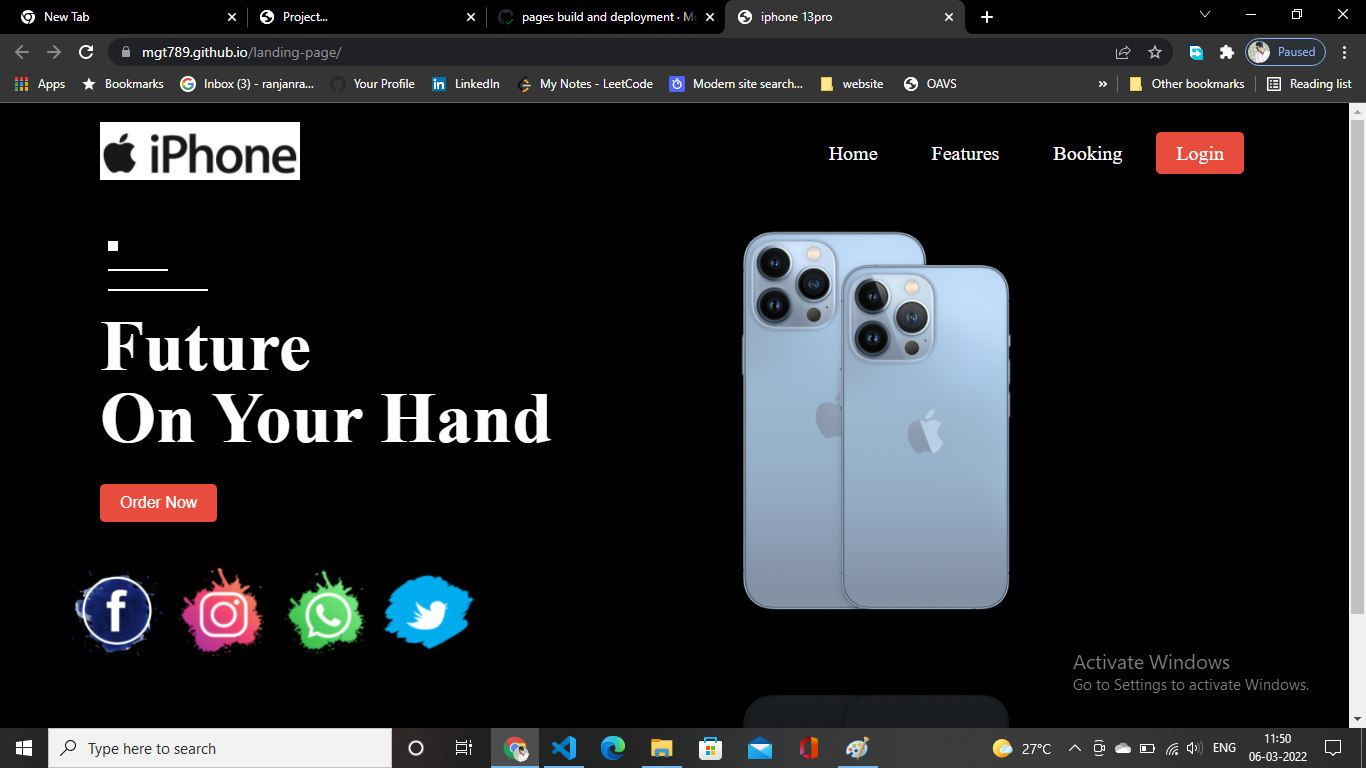 New Tab
Project...
pages build and deployment · M
iphone 13pro
mgt789.github.io/landing-page/
Paused
Apps
Bookmarks
Inbox (3) - ranjanra...
Your Profile
LinkedIn
My Notes - LeetCode
Modern site search...
website
OAVS
»
Other bookmarks
Reading list
iPhone
Home
Features
Booking
Login
Future
On Your Hand
Order Now
Activate Windows
Go to Settings to activate Windows.
Type here to search
27°C
ENG
11:50
06-03-2022